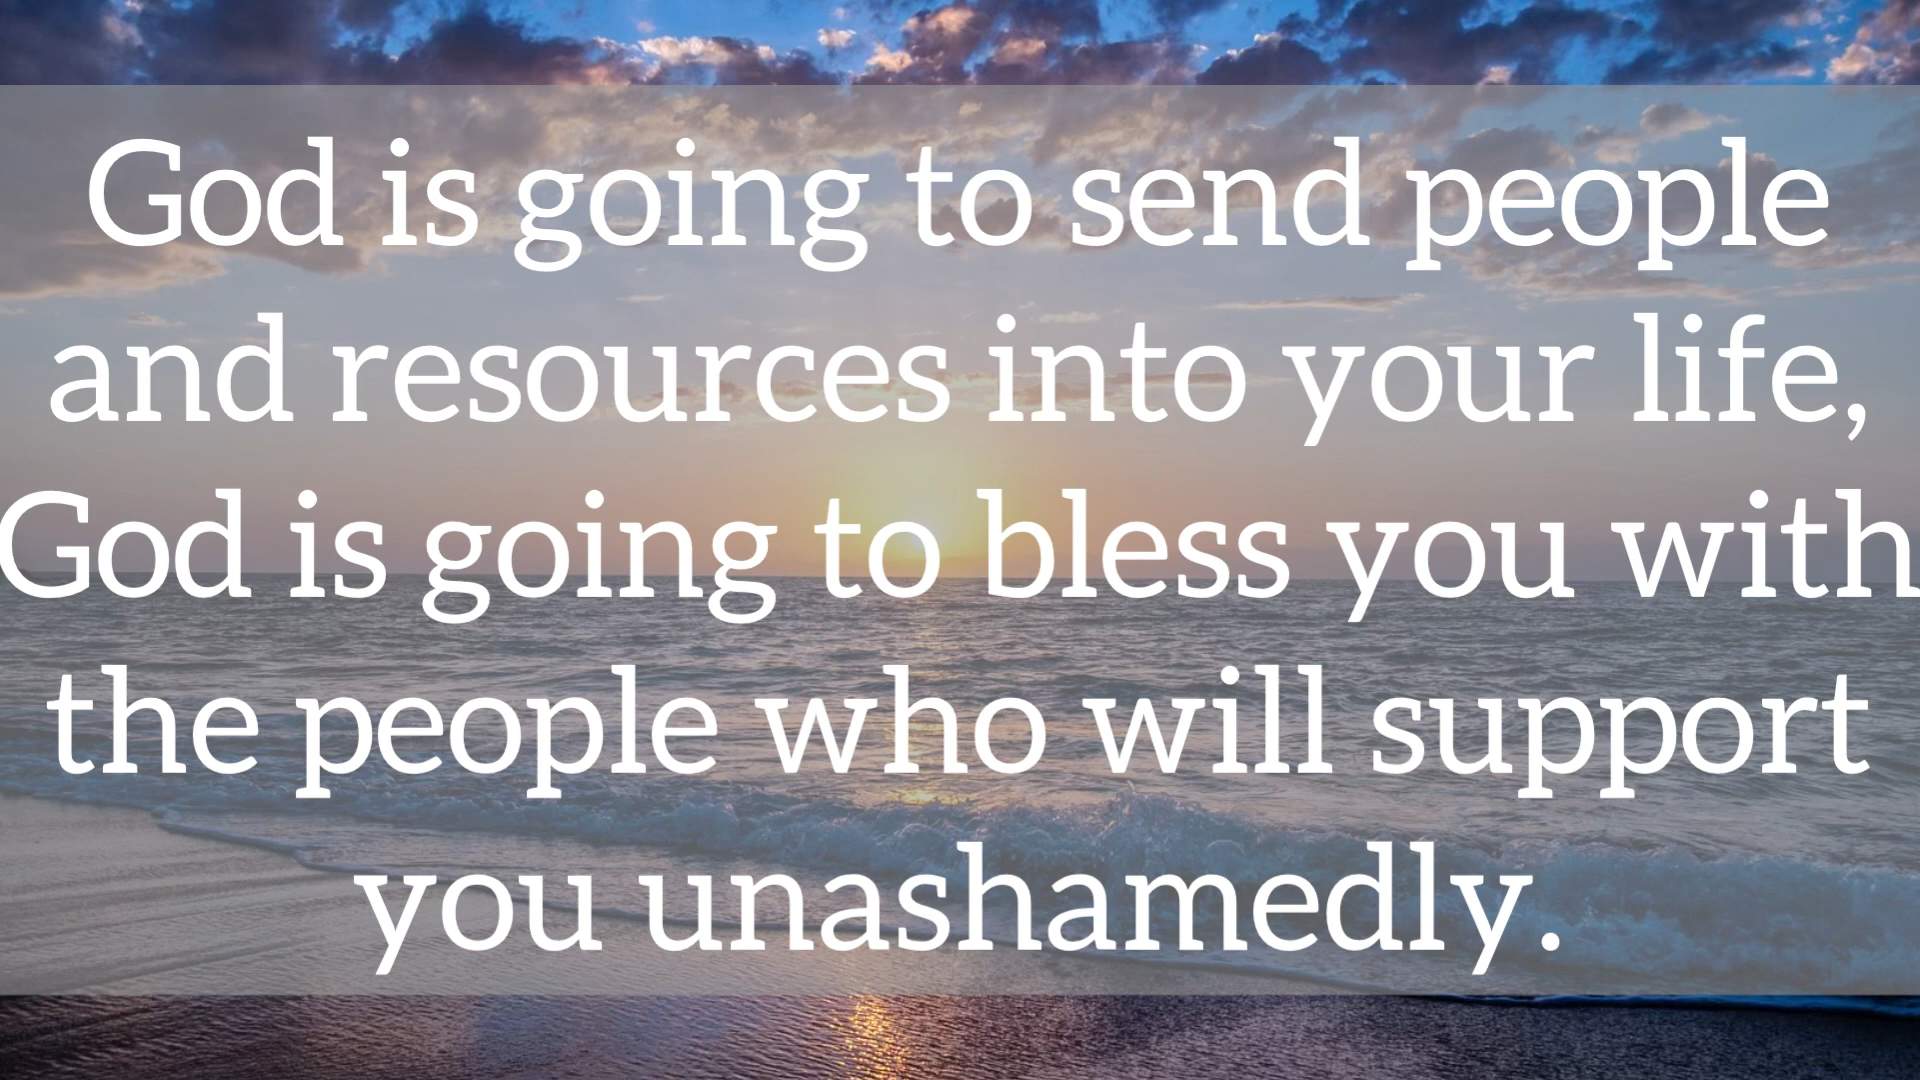 God is going to send people
and resources into your life,
God is going to bless you with
the people who will support
you unashamedly.